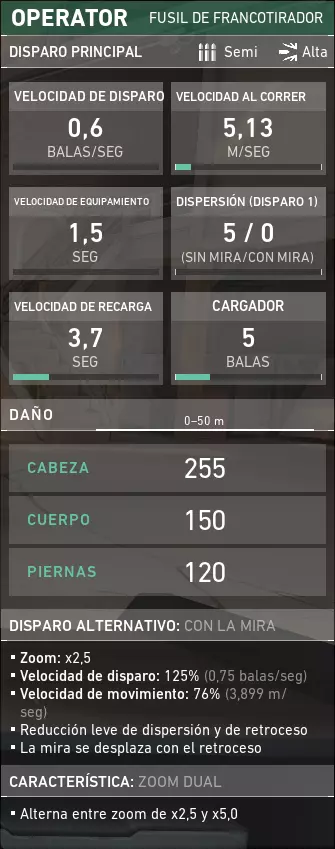 OPERATOR FUSIL DE FRANCOTIRADOR
DISPARO PRINCIPAL Semi Alta
VELOCIDAD DE DISPARO
0,6
BALAS/SEG
VELOCIDAD AL CORRER
5,13
M/SEG
VELOCIDAD DE EQUIPAMIENTO
1,5
SEG
DISPERSIÓN (DISPARO 1)
5 / 0
(SIN MIRA/CON MIRA)
VELOCIDAD DE RECARGA
3,7
SEG
CARGADOR
5
BALAS
DAÑO
0–50 m
CABEZA 255
CUERPO 150
PIERNAS 120
DISPARO ALTERNATIVO: CON LA MIRA
▪ Zoom: x2,5
▪ Velocidad de disparo: 125% (0,75 balas/seg)
▪ Velocidad de movimiento: 76% (3,899 m/
seg)
▪ Reducción leve de dispersión y de retroceso
▪ La mira se desplaza con el retroceso
CARACTERÍSTICA: ZOOM DUAL
▪ Alterna entre zoom de x2,5 y x5,0